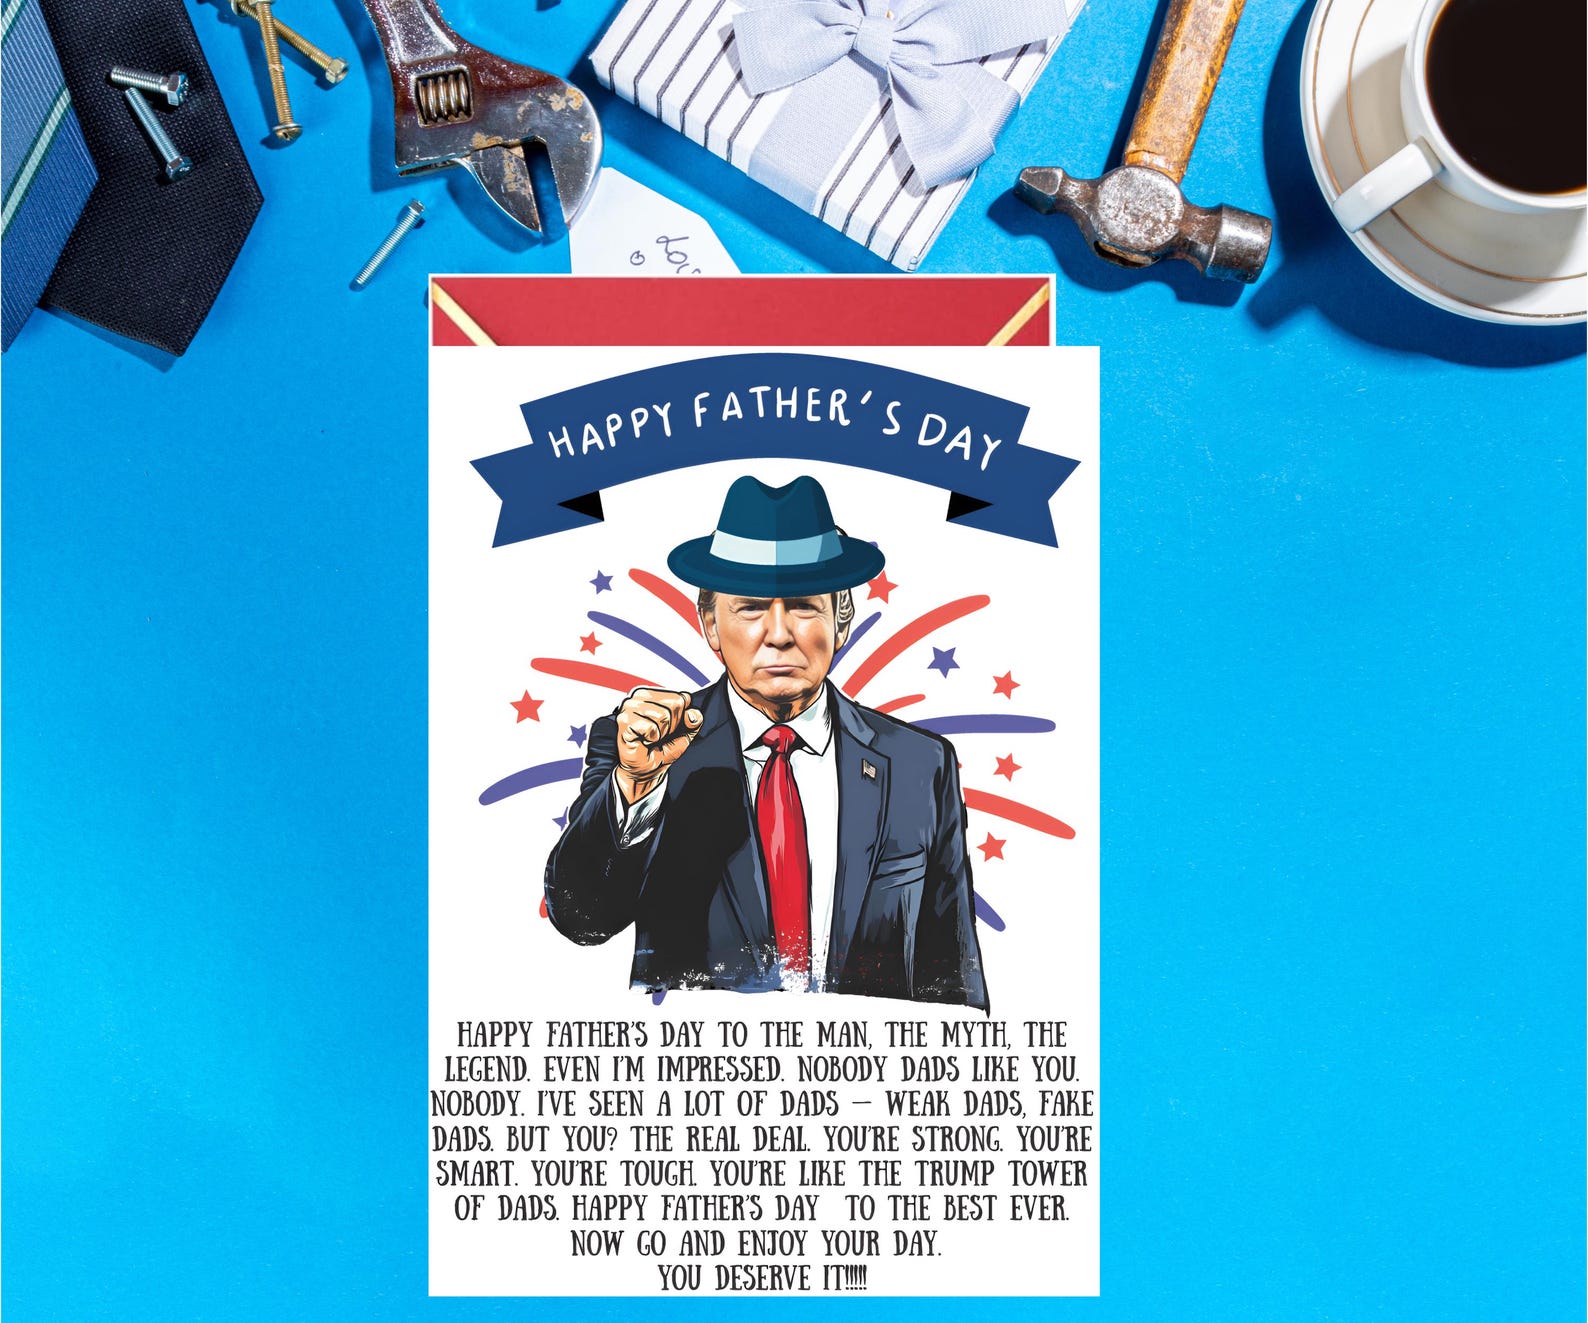 Lou
HAPPY FATHER'S DAY
HAPPY FATHER'S DAY TO THE MAN, THE MYTH, THE
LEGEND. EVEN I'M IMPRESSED. NOBODY DADS LIKE YOU.
NOBODY. I'VE SEEN A LOT OF DADS – WEAK DADS, FAKE
DADS. BUT YOU? THE REAL DEAL. YOU'RE STRONG. YOU'RE
SMART. YOU'RE TOUGH. YOU'RE LIKE THE TRUMP TOWER
OF DADS. HAPPY FATHER'S DAY TO THE BEST EVER.
NOW GO AND ENJOY YOUR DAY.
YOU DESERVE IT!!!!!